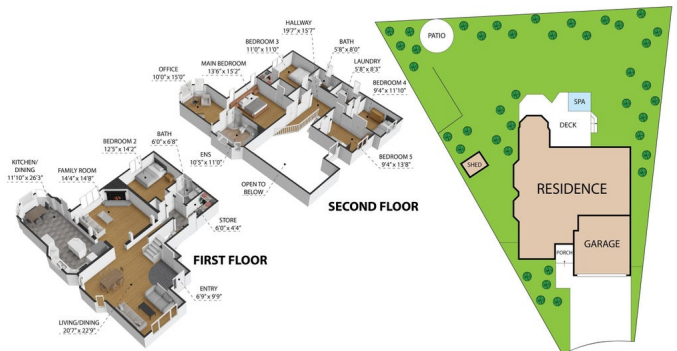 HALLWAY
19'7" x 15'7"
BEDROOM 3
11'0" x 11'0"
BATH
5'8" x 8'0"
LAUNDRY
5'8" x 8'3"
MAIN BEDROOM
13'6" x 15'2"
OFFICE
10'0" x 15'0"
BEDROOM 4
9'4" x 11'10"
ENS
10'5" x 11'0"
OPEN TO
BELOW
BEDROOM 5
9'4" x 13'8"
SECOND FLOOR
BATH
6'0" x 6'8"
BEDROOM 2
12'5" x 14'2"
KITCHEN/
DINING
11'10" x 26'3"
FAMILY ROOM
14'4" x 14'8"
STORE
6'0" x 4'4"
FIRST FLOOR
ENTRY
6'9" x 9'9"
LIVING/DINING
20'7" x 22'9"
PATIO
SPA
DECK
SHED
RESIDENCE
GARAGE
PORCH